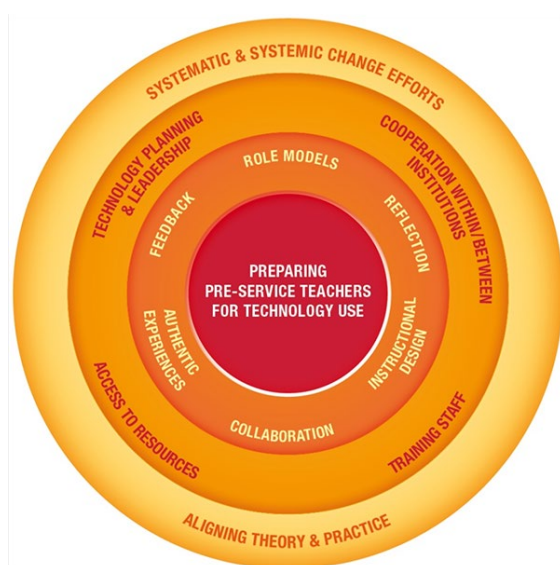 SYSTEMATIC & SYSTEMIC CHANGE EFFORTS
TECHNOLOGY PLANNING
& LEADERSHIP
COOPERATION WITHIN/BETWEEN
INSTITUTIONS
ROLE MODELS
FEEDBACK
REFLECTION
PREPARING
PRE-SERVICE TEACHERS
FOR TECHNOLOGY USE
AUTHENTIC
EXPERIENCES
INSTRUCTIONAL
DESIGN
COLLABORATION
ACCESS TO RESOURCES
TRAINING STAFF
ALIGNING THEORY & PRACTICE